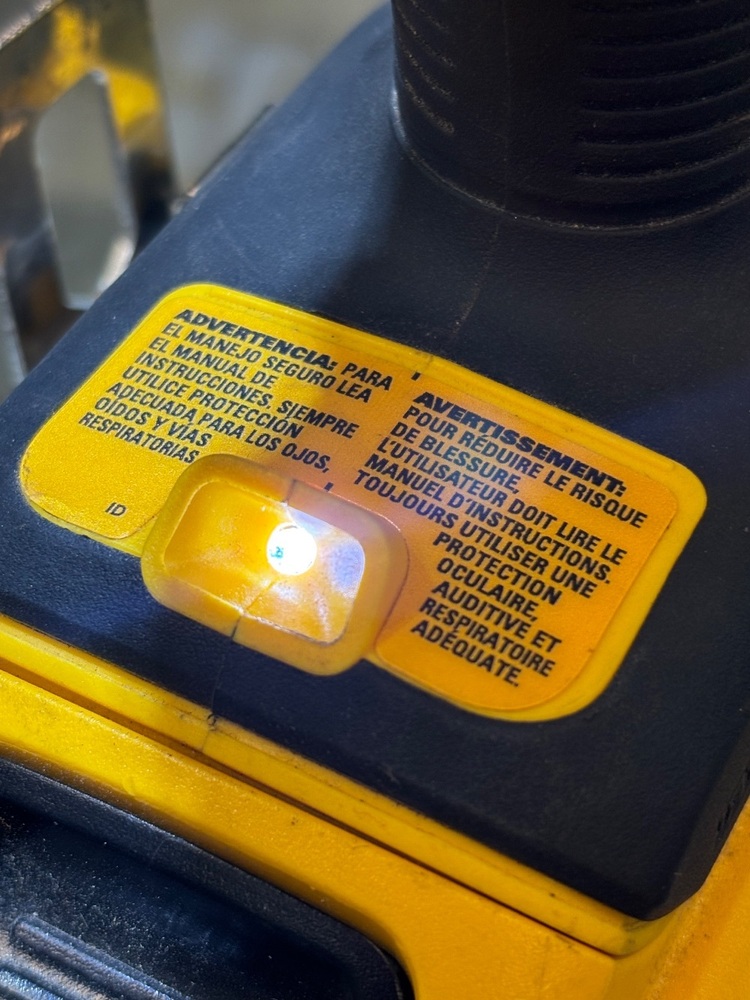 ADVERTENCIA: PARA
EL MANEJO SEGURO LEA
EL MANUAL DE
INSTRUCCIONES, SIEMPRE
UTILICE PROTECCIÓN
ADECUADA PARA LOS OJOS,
OÍDOS Y VÍAS
RESPIRATORIAS
ID
AVERTISSEMENT:
POUR RÉDUIRE LE RISQUE
DE BLESSURE,
L'UTILISATEUR DOIT LIRE LE
MANUEL D'INSTRUCTIONS.
TOUJOURS UTILISER UNE
PROTECTION
OCULAIRE,
AUDITIVE ET
RESPIRATOIRE
ADÉQUATE.